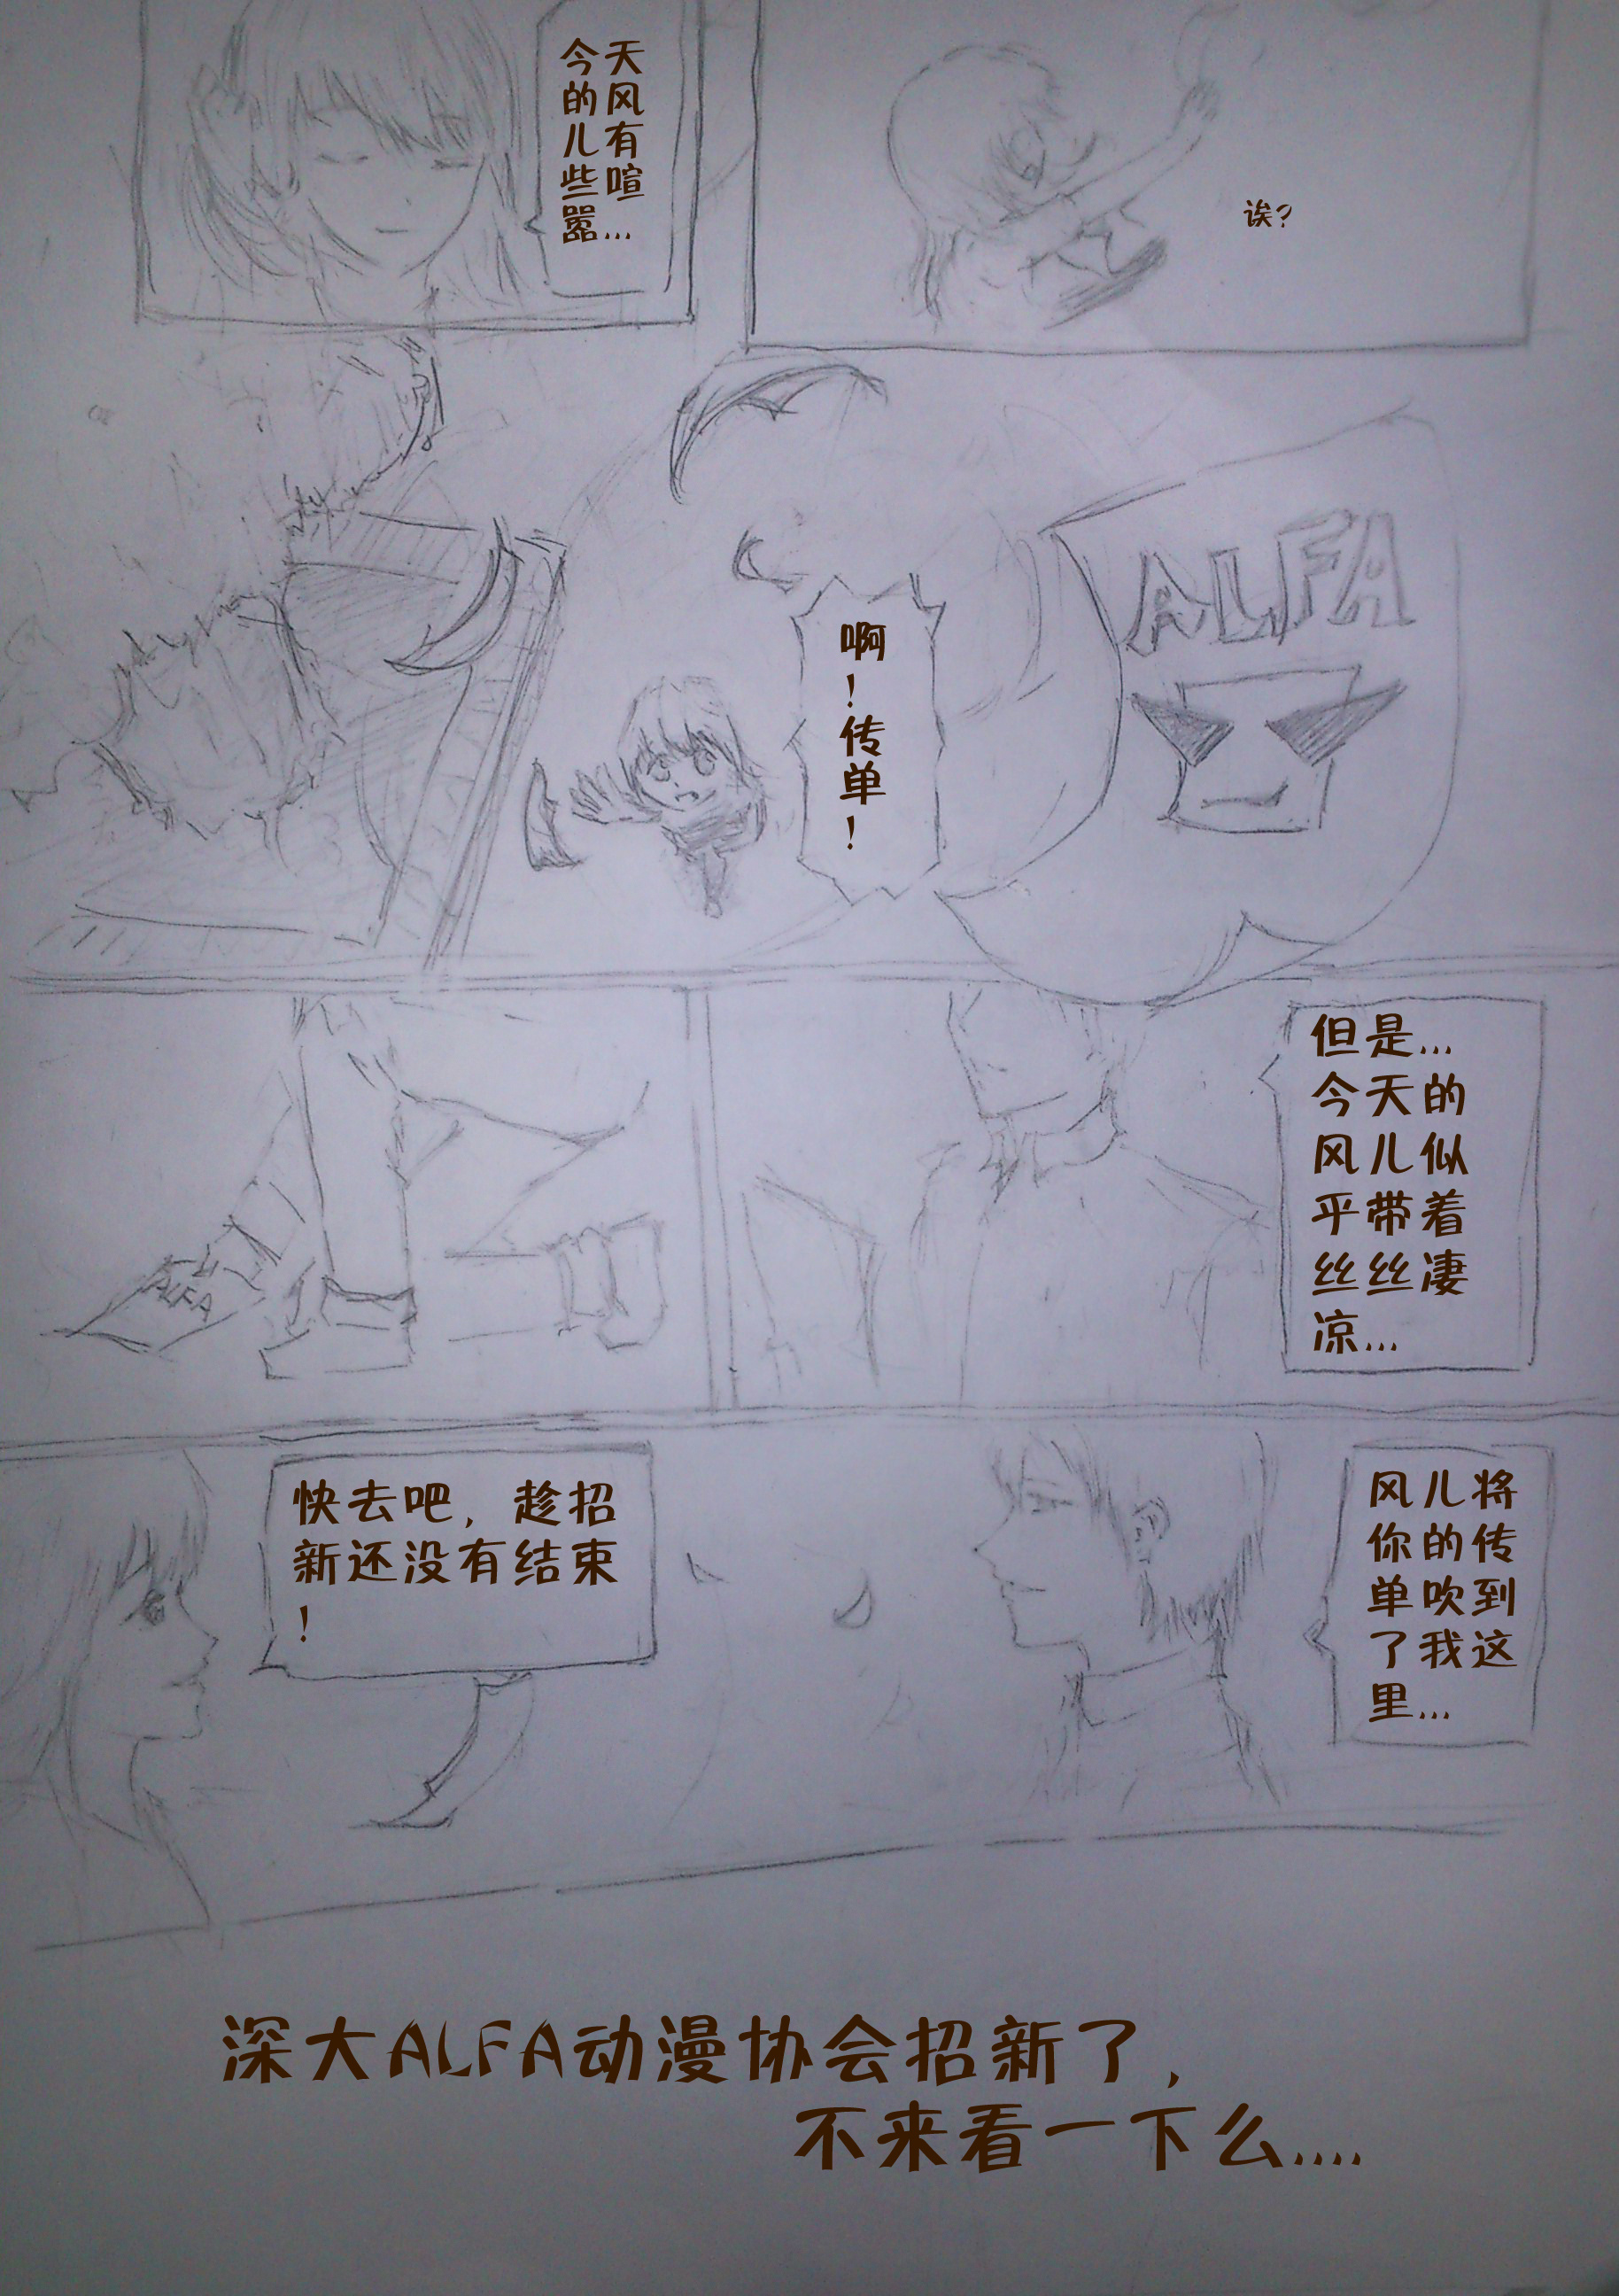 今天
的风
儿有
些喧
嚣...
诶?
啊
!
传
单
!
ALFA
ALFA
但是...
今天的
风儿似
乎带着
丝丝凄
凉...
快去吧,趁招
新还没有结束
!
风儿将
你的传
单吹到
了我这
里...
深大ALFA动漫协会招新了,
不来看一下么....